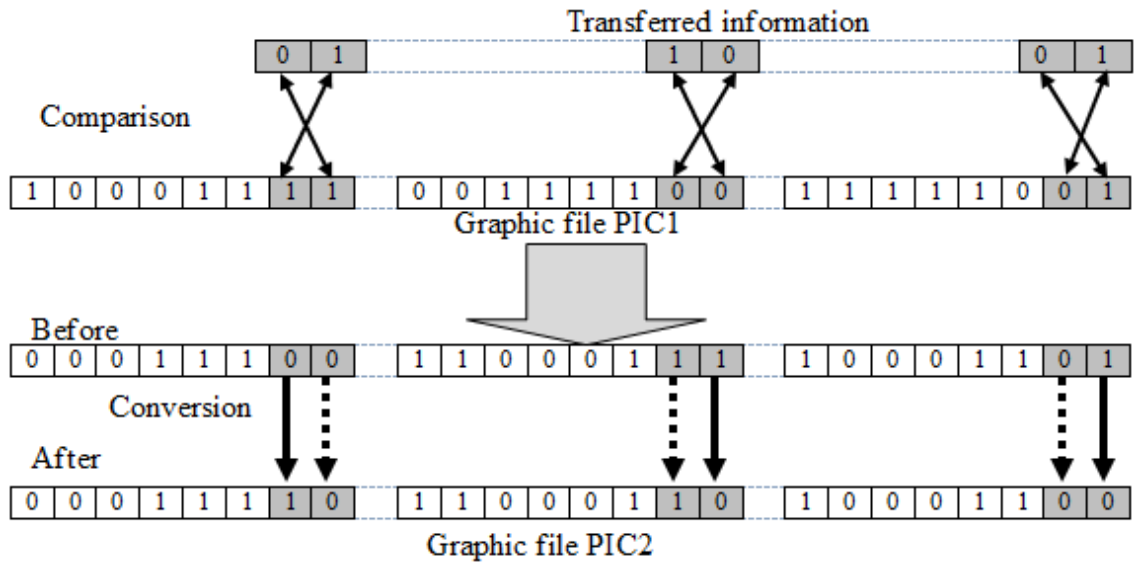 Transferred information
0 1 1 0 0 1
Comparison
1 0 0 0 1 1 1 1 0 0 1 1 1 1 0 0 1 1 1 1 1 0 0 1
Graphic file PIC1
Before
0 0 0 1 1 1 0 0 1 1 0 0 0 1 1 1 1 0 0 0 1 1 0 1
Conversion
After
0 0 0 1 1 1 1 0 1 1 0 0 0 1 1 0 1 0 0 0 1 1 0 0
Graphic file PIC2